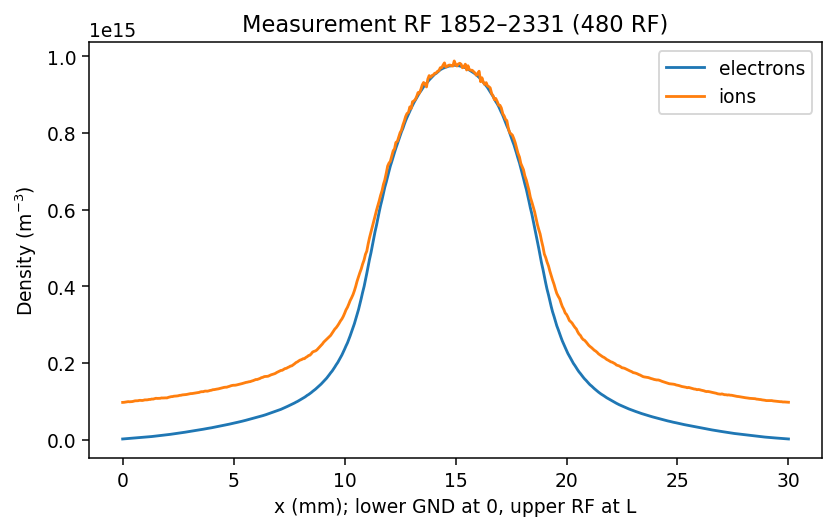 Measurement RF 1852–2331 (480 RF)
1e15
electrons
ions
1.0
0.8
0.6
0.4
0.2
0.0
Density (m⁻³)
0 5 10 15 20 25 30
x (mm); lower GND at 0, upper RF at L